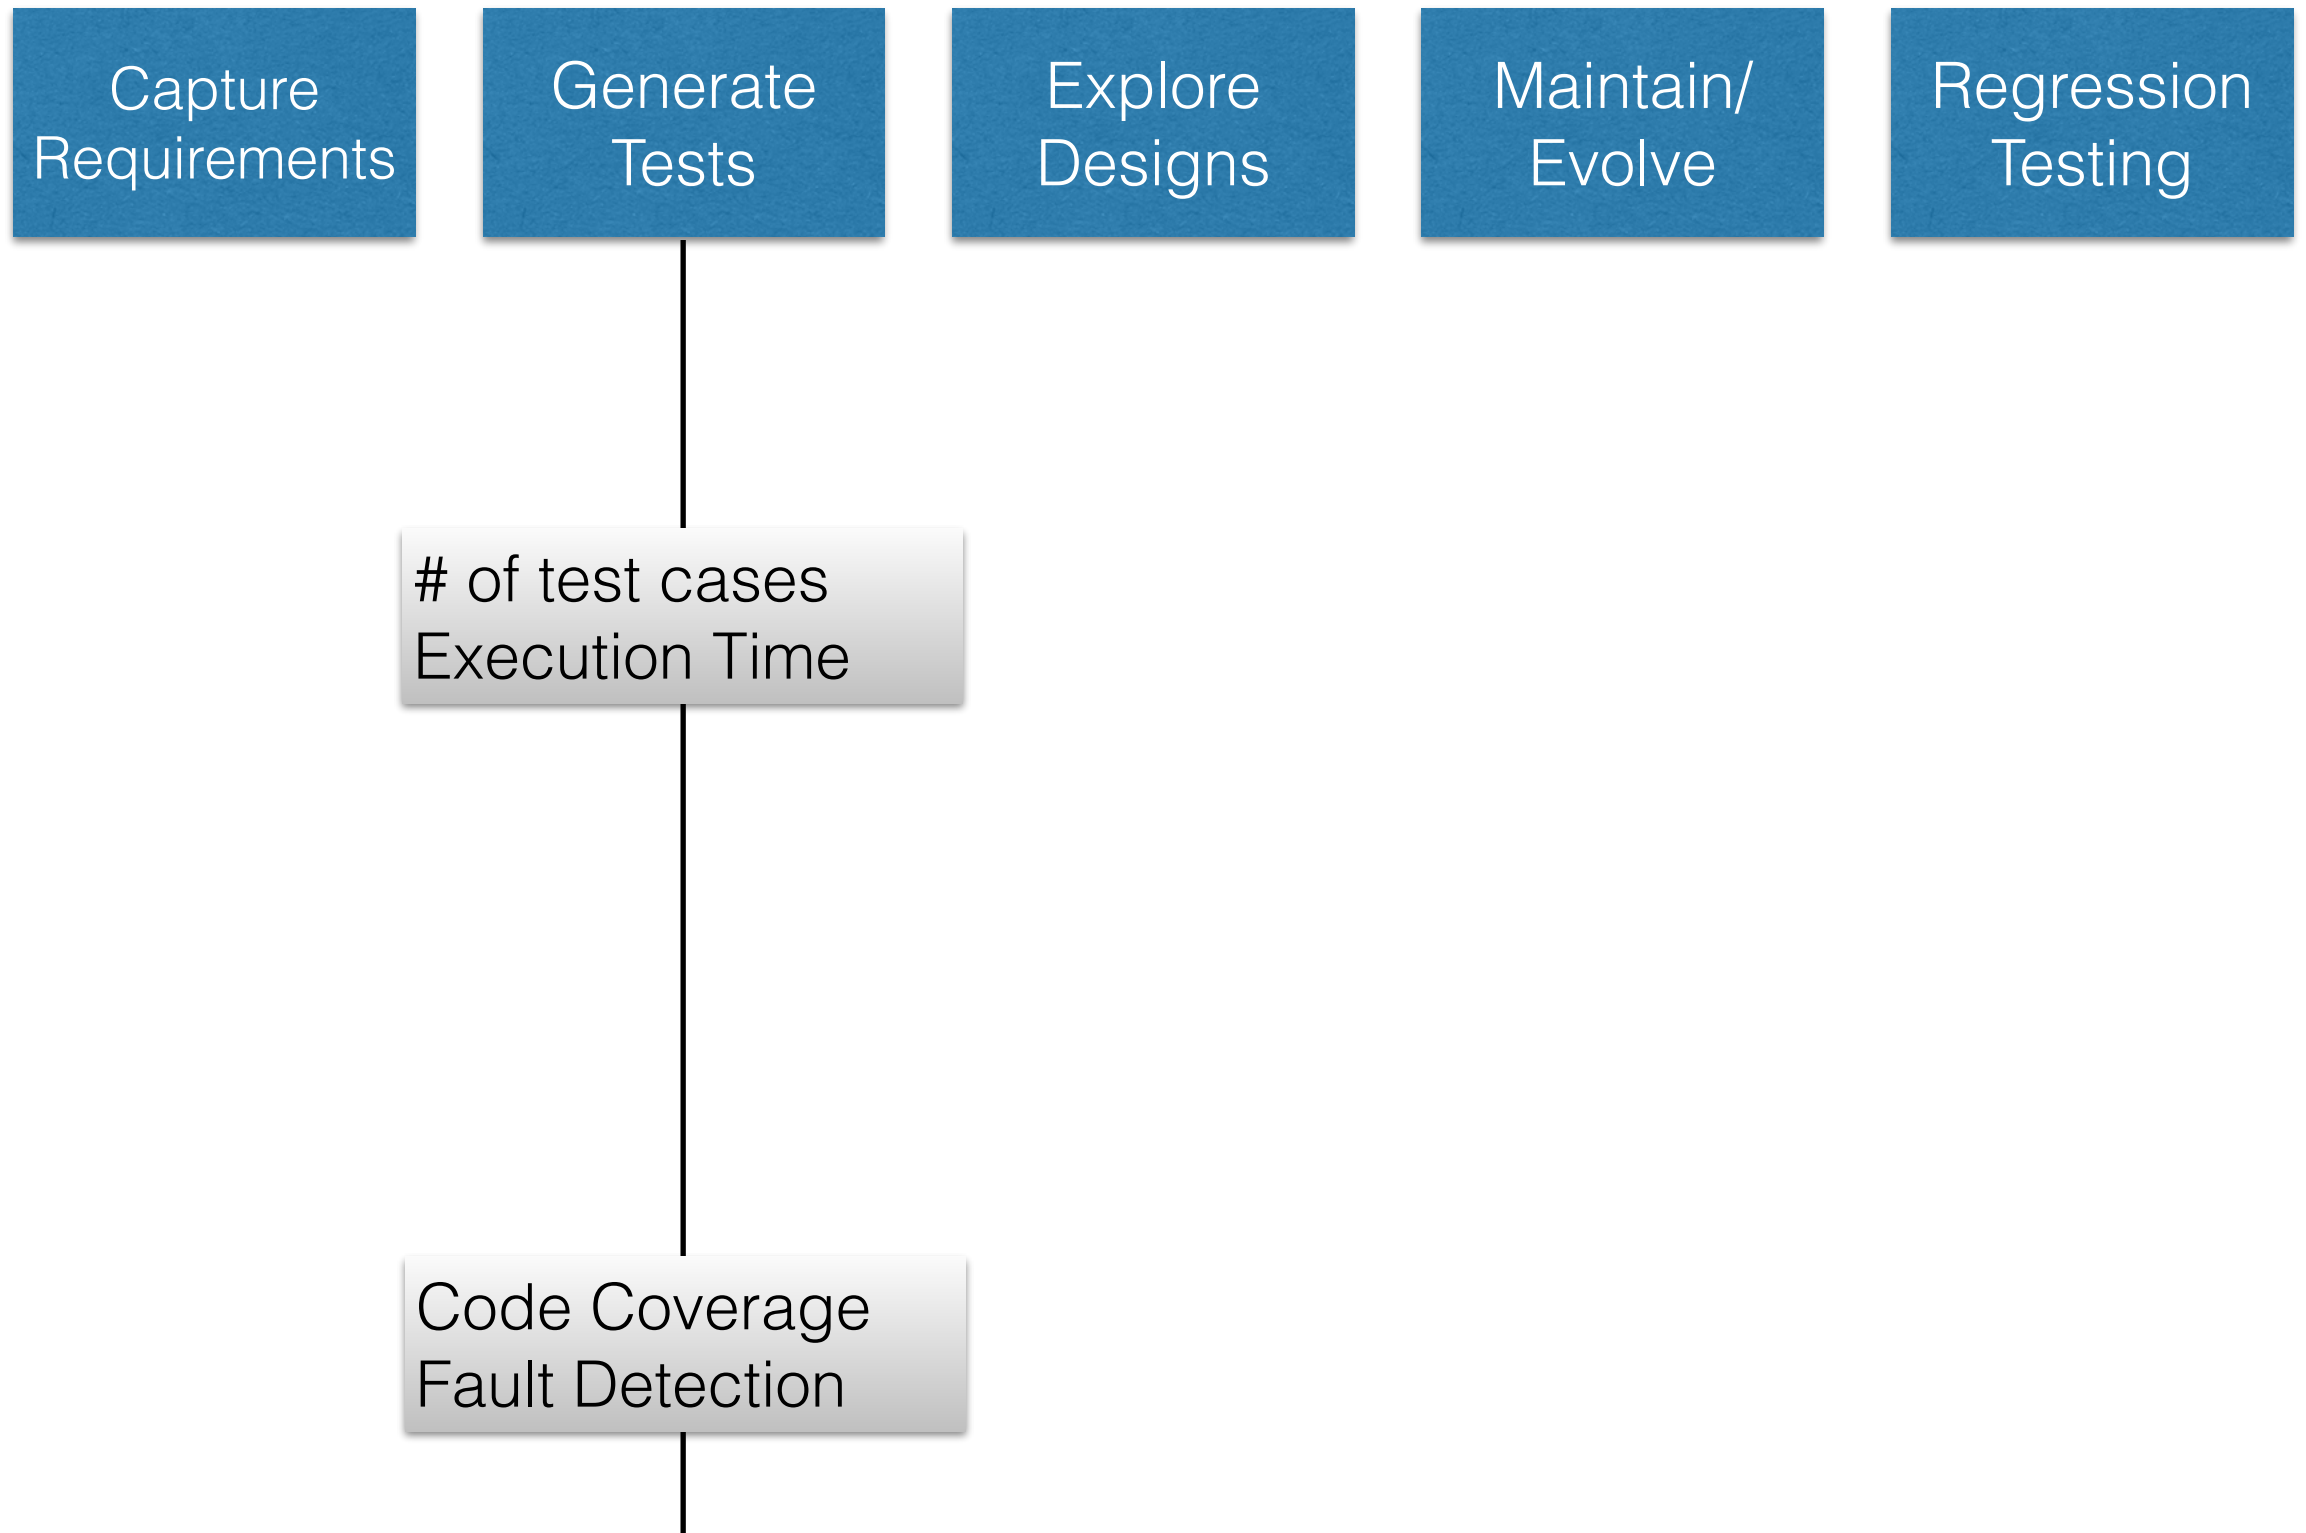 Capture
Requirements
Generate
Tests
Explore
Designs
Maintain/
Evolve
Regression
Testing
# of test cases
Execution Time
Code Coverage
Fault Detection